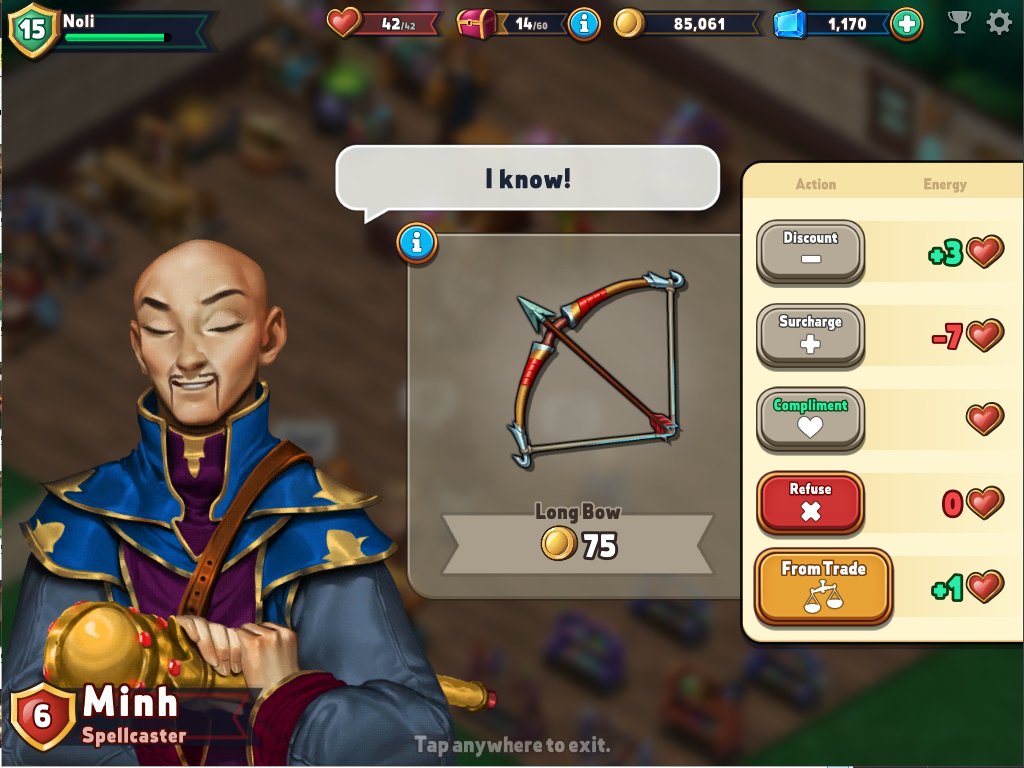 15
Noli
42/42
14/60
85,061
1,170
I know!
Action
Energy
Discount
+3
Surcharge
-7
Compliment
Refuse
0
From Trade
+1
Long Bow
75
6
Minh
Spellcaster
Tap anywhere to exit.